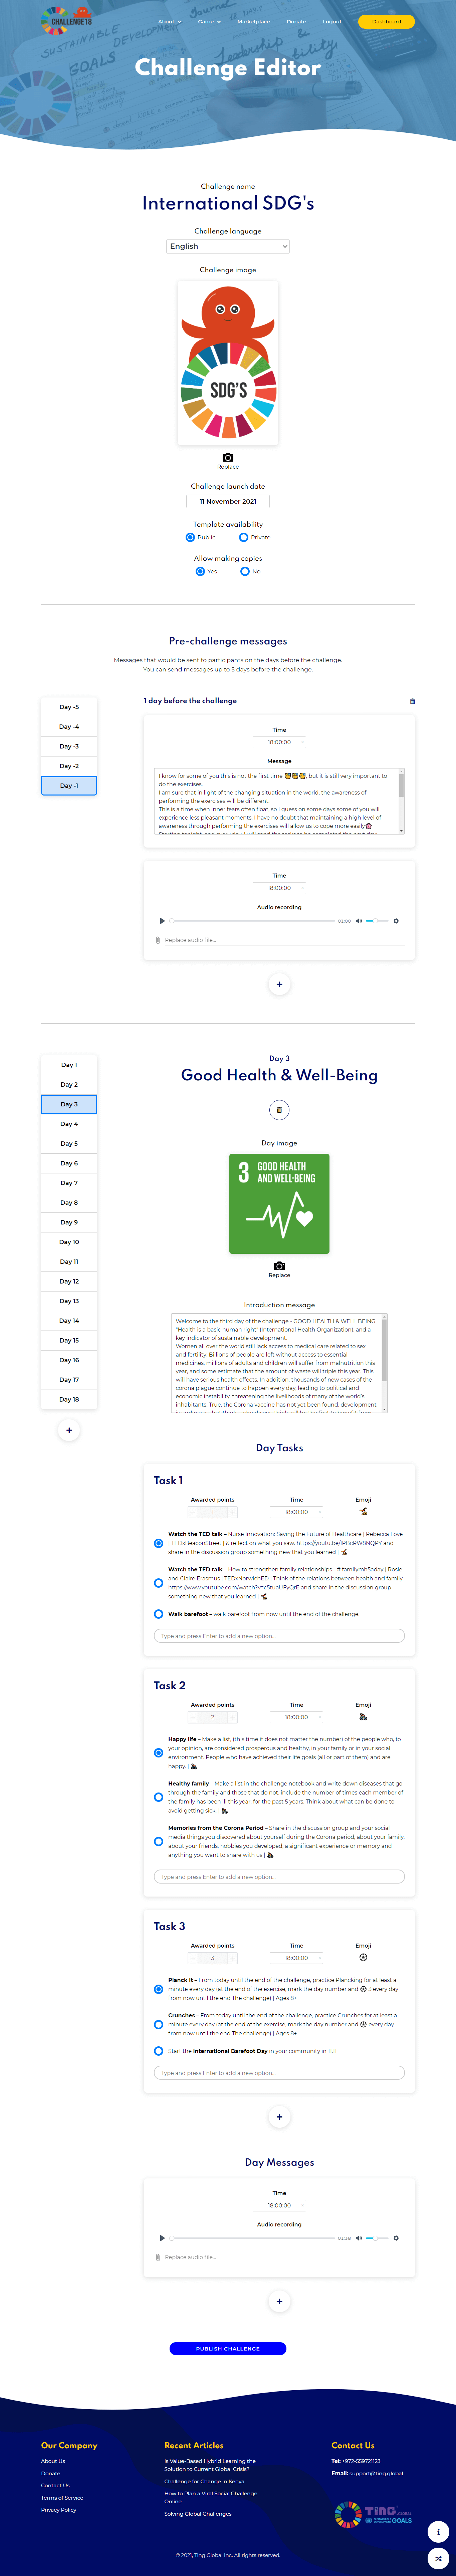 CHALLENGE18
About
Game
Marketplace
Donate
Logout
Dashboard
Challenge Editor
Challenge name
International SDG's
Challenge language
English
Challenge image
SDG'S
Replace
Challenge launch date
11 November 2021
Template availability
Public
Private
Allow making copies
Yes
No
Pre-challenge messages
Messages that would be sent to participants on the days before the challenge.
You can send messages up to 5 days before the challenge.
Day -5
Day -4
Day -3
Day -2
Day -1
1 day before the challenge
Time
18:00:00
Message
I know for some of you this is not the first time, but it is still very important to
do the exercises.
I am sure that in light of the changing situation in the world, the awareness of
performing the exercises will be different.
This is a time when inner fears often float, so I guess on some days some of you will
experience less pleasant moments. I have no doubt that maintaining a high level of
awareness through performing the exercises will allow us to cope more easily
Time
18:00:00
Audio recording
01:00
Replace audio file...
+
Day 1
Day 2
Day 3
Day 4
Day 5
Day 6
Day 7
Day 8
Day 9
Day 10
Day 11
Day 12
Day 13
Day 14
Day 15
Day 16
Day 17
Day 18
+
Day 3
Good Health & Well-Being
Day image
3 GOOD HEALTH
AND WELL-BEING
Replace
Introduction message
Welcome to the third day of the challenge - GOOD HEALTH & WELL BEING
"Health is a basic human right" (International Health Organization), and a
key indicator of sustainable development.
Women all over the world still lack access to medical care related to sex
and fertility; Billions of people are left without access to essential
medicines, millions of adults and children will suffer from malnutrition this
year, and some estimate that the amount of waste will triple this year. This
will have serious health effects. In addition, thousands of new cases of the
corona plague continue to happen every day, leading to political and
economic instability, threatening the livelihoods of many of the world's
inhabitants. True, the Corona vaccine has not yet been found, development
Day Tasks
Task 1
Awarded points
1
Time
18:00:00
Emoji
Watch the TED talk – Nurse Innovation: Saving the Future of Healthcare | Rebecca Love
| TEDxBeaconStreet | & reflect on what you saw. https://youtu.be/IPBcRW8NQPY and
share in the discussion group something new that you learned |
Watch the TED talk – How to strengthen family relationships - # familymh5aday | Rosie
and Claire Erasmus | TEDxNorwichED | Think of the relations between health and family.
https://www.youtube.com/watch?v=cStuaUFyQrE and share in the discussion group
something new that you learned |
Walk barefoot – walk barefoot from now until the end of the challenge.
Type and press Enter to add a new option...
Task 2
Awarded points
2
Time
18:00:00
Emoji
Happy life – Make a list, (this time it does not matter the number) of the people who, to
your opinion, are considered prosperous and healthy, in your family or in your social
environment. People who have achieved their life goals (all or part of them) and are
happy. |
Healthy family – Make a list in the challenge notebook and write down diseases that go
through the family and those that do not, include the number of times each member of
the family has been ill this year, for the past 5 years. Think about what can be done to
avoid getting sick. |
Memories from the Corona Period – Share in the discussion group and your social
media things you discovered about yourself during the Corona period, about your family,
about your friends, hobbies you developed, a significant experience or memory and
anything you want to share with us |
Type and press Enter to add a new option...
Task 3
Awarded points
3
Time
18:00:00
Emoji
Planck It – From today until the end of the challenge, practice Plancking for at least a
minute every day (at the end of the exercise, mark the day number and ⚽ 3 every day
from now until the end The challenge) | Ages 8+
Crunches – From today until the end of the challenge, practice Crunches for at least a
minute every day (at the end of the exercise, mark the day number and ⚽ every day
from now until the end The challenge) | Ages 8+
Start the International Barefoot Day in your community in 11.11
Type and press Enter to add a new option...
+
Day Messages
Time
18:00:00
Audio recording
01:38
Replace audio file...
+
PUBLISH CHALLENGE
Our Company
About Us
Donate
Contact Us
Terms of Service
Privacy Policy
Recent Articles
Is Value-Based Hybrid Learning the
Solution to Current Global Crisis?
Challenge for Change in Kenya
How to Plan a Viral Social Challenge
Online
Solving Global Challenges
Contact Us
Tel: +972-559721123
Email: support@ting.global
TING.GLOBAL
SUSTAINABLE DEVELOPMENT GOALS
© 2021, Ting Global Inc. All rights reserved.